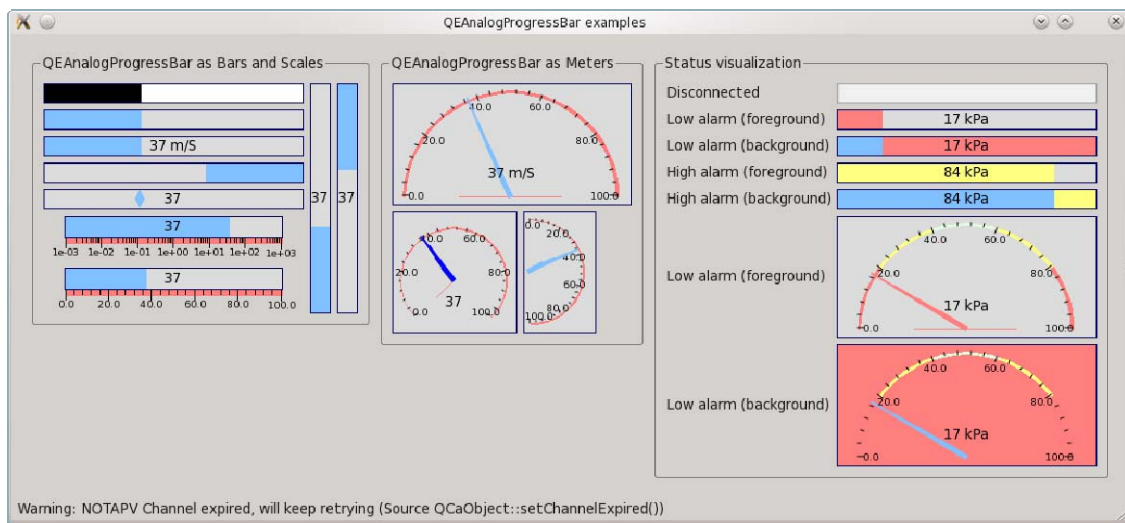 QEAnalogProgressBar examples
QEAnalogProgressBar as Bars and Scales
37 m/S
37
37
1e-03 1e-02 1e-01 1e+00 1e+01 1e+02 1e+03
37
0.0 20.0 40.0 60.0 80.0 100.0
37
37
QEAnalogProgressBar as Meters
0.0 20.0 40.0 60.0 80.0 100.0
37 m/S
0.0 20.0 40.0 60.0 80.0 100.0
37
0.0 20.0 40.0 60.0 80.0 100.0
Status visualization
Disconnected
Low alarm (foreground) 17 kPa
Low alarm (background) 17 kPa
High alarm (foreground) 84 kPa
High alarm (background) 84 kPa
Low alarm (foreground)
0.0 20.0 40.0 60.0 80.0 100.0
17 kPa
Low alarm (background)
0.0 20.0 40.0 60.0 80.0 100.0
17 kPa
Warning: NOTAPV Channel expired, will keep retrying (Source QCaObject::setChannelExpired())